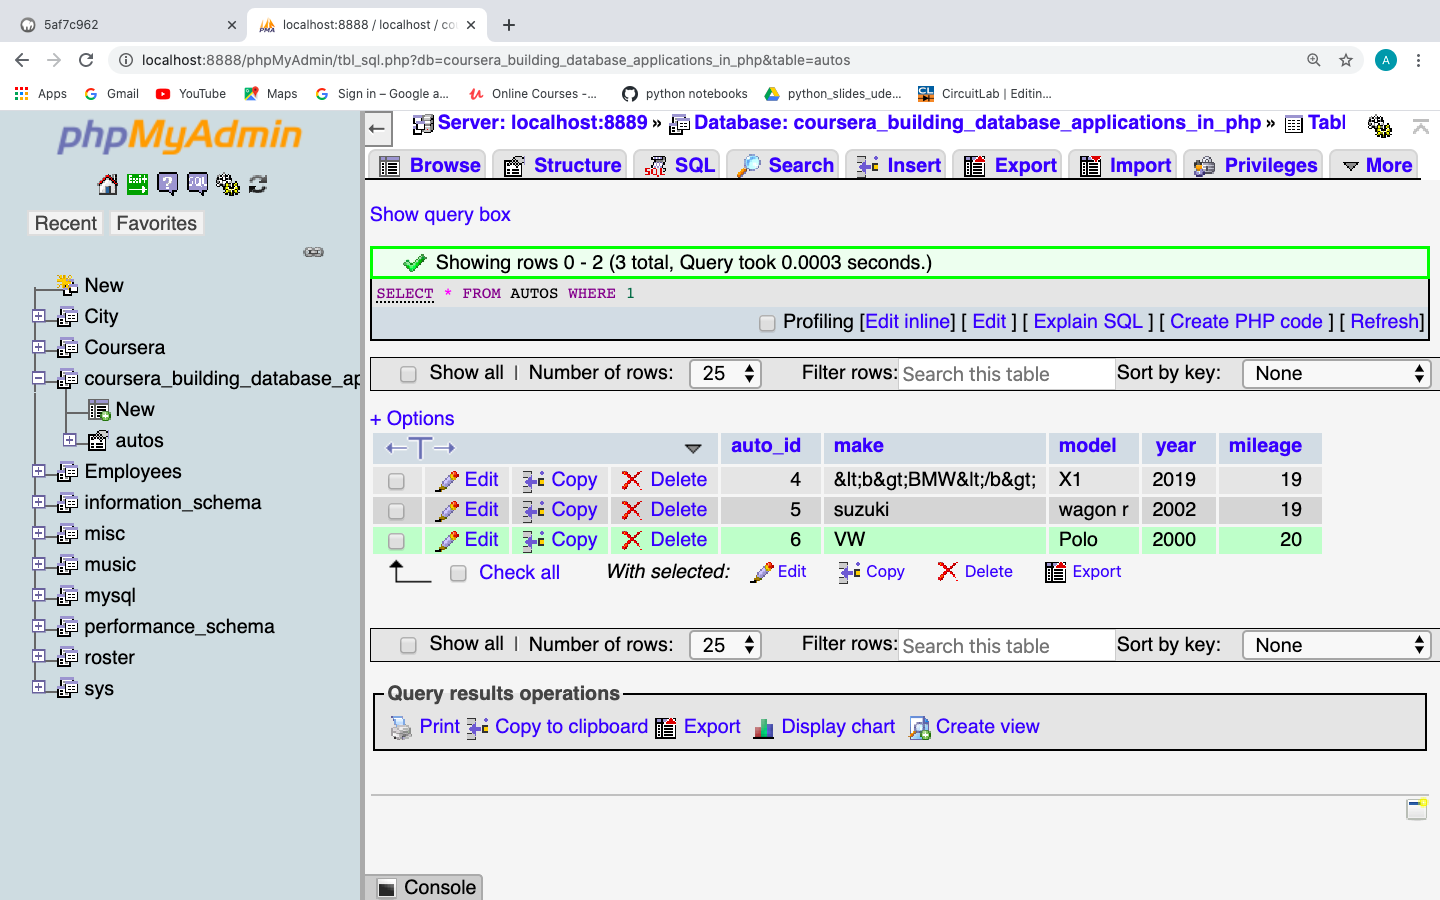 5af7c962
localhost:8888 / localhost / co
localhost:8888/phpMyAdmin/tbl_sql.php?db=coursera_building_database_applications_in_php&table=autos
A
Apps Gmail YouTube Maps Sign in – Google a... Online Courses -... python notebooks python_slides_ude... CircuitLab | Editin...
phpMyAdmin
Recent Favorites
New
City
Coursera
coursera_building_database_ap
New
autos
Employees
information_schema
misc
music
mysql
performance_schema
roster
sys
Server: localhost:8889 » Database: coursera_building_database_applications_in_php » Tabl
Browse Structure SQL Search Insert Export Import Privileges More
Show query box
Showing rows 0 - 2 (3 total, Query took 0.0003 seconds.)
SELECT * FROM AUTOS WHERE 1
Profiling [Edit inline] [ Edit ] [ Explain SQL ] [ Create PHP code ] [ Refresh]
Show all | Number of rows: 25 Filter rows: Search this table Sort by key: None
+ Options
←T→ auto_id make model year mileage
Edit Copy Delete 4 &lt;b&gt;BMW&lt;/b&gt; X1 2019 19
Edit Copy Delete 5 suzuki wagon r 2002 19
Edit Copy Delete 6 VW Polo 2000 20
Check all With selected: Edit Copy Delete Export
Show all | Number of rows: 25 Filter rows: Search this table Sort by key: None
Query results operations
Print Copy to clipboard Export Display chart Create view
Console